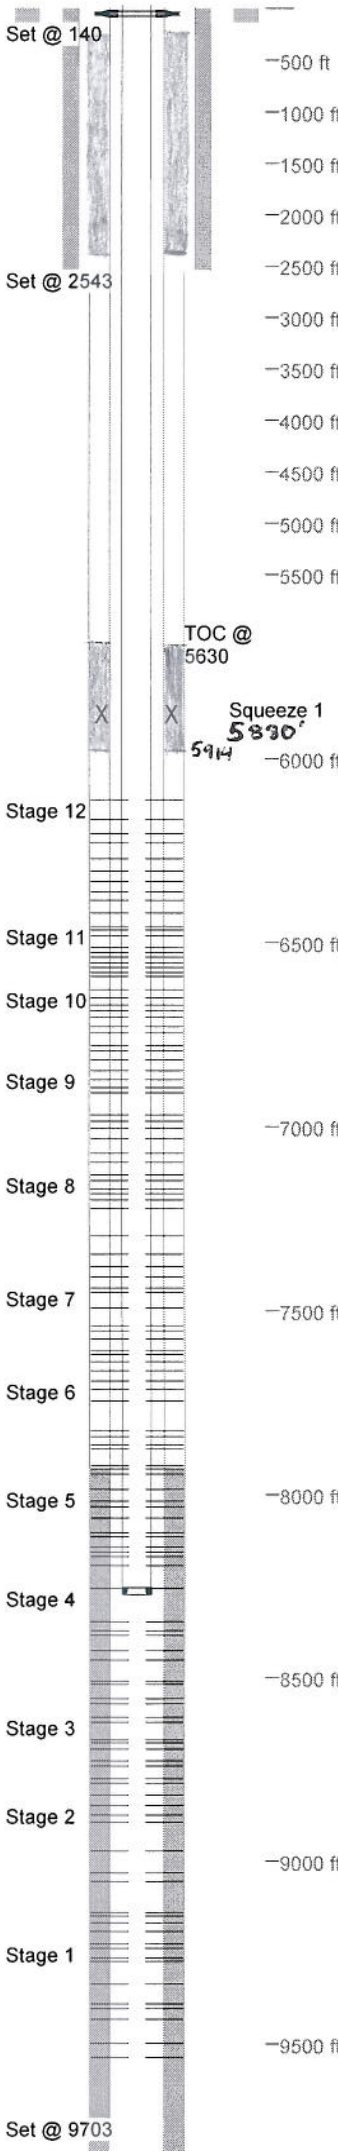 Set @ 140
—500 ft
—1000 ft
—1500 ft
—2000 ft
—2500 ft
Set @ 2543
—3000 ft
—3500 ft
—4000 ft
—4500 ft
—5000 ft
—5500 ft
TOC @
5630
Squeeze 1
5830'
5914
—6000 ft
Stage 12
Stage 11
—6500 ft
Stage 10
Stage 9
—7000 ft
Stage 8
Stage 7
—7500 ft
Stage 6
Stage 5
—8000 ft
Stage 4
—8500 ft
Stage 3
Stage 2
—9000 ft
Stage 1
—9500 ft
Set @ 9703